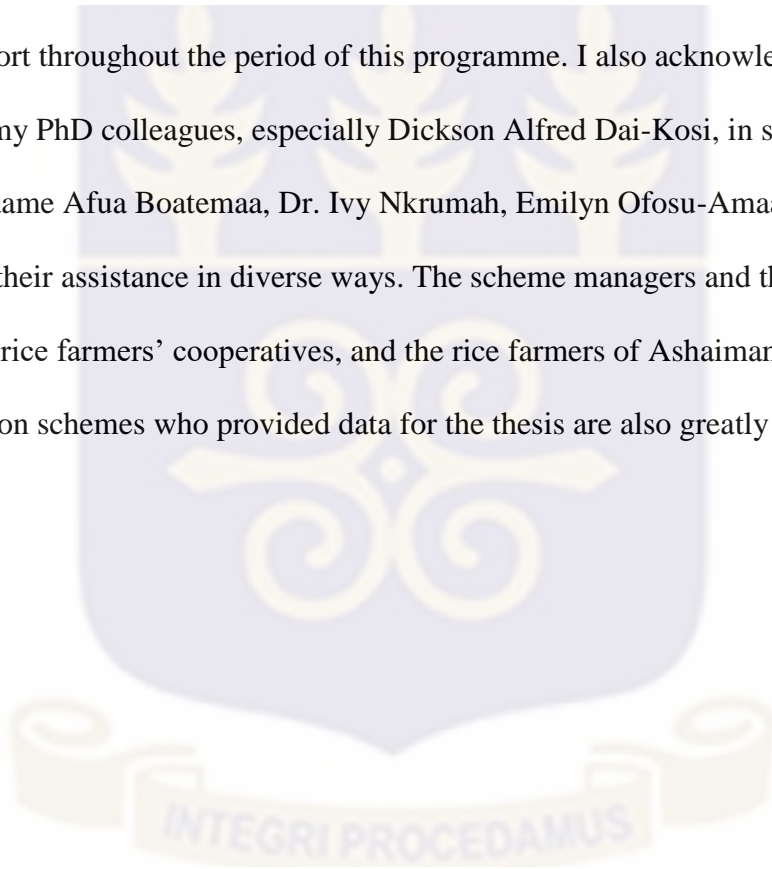 ort throughout the period of this programme. I also acknowle
my PhD colleagues, especially Dickson Alfred Dai-Kosi, in s
ame Afua Boatemaa, Dr. Ivy Nkrumah, Emilyn Ofosu-Amaa
their assistance in diverse ways. The scheme managers and th
rice farmers’ cooperatives, and the rice farmers of Ashaiman
on schemes who provided data for the thesis are also greatly
INTEGRI PROCEDAMUS